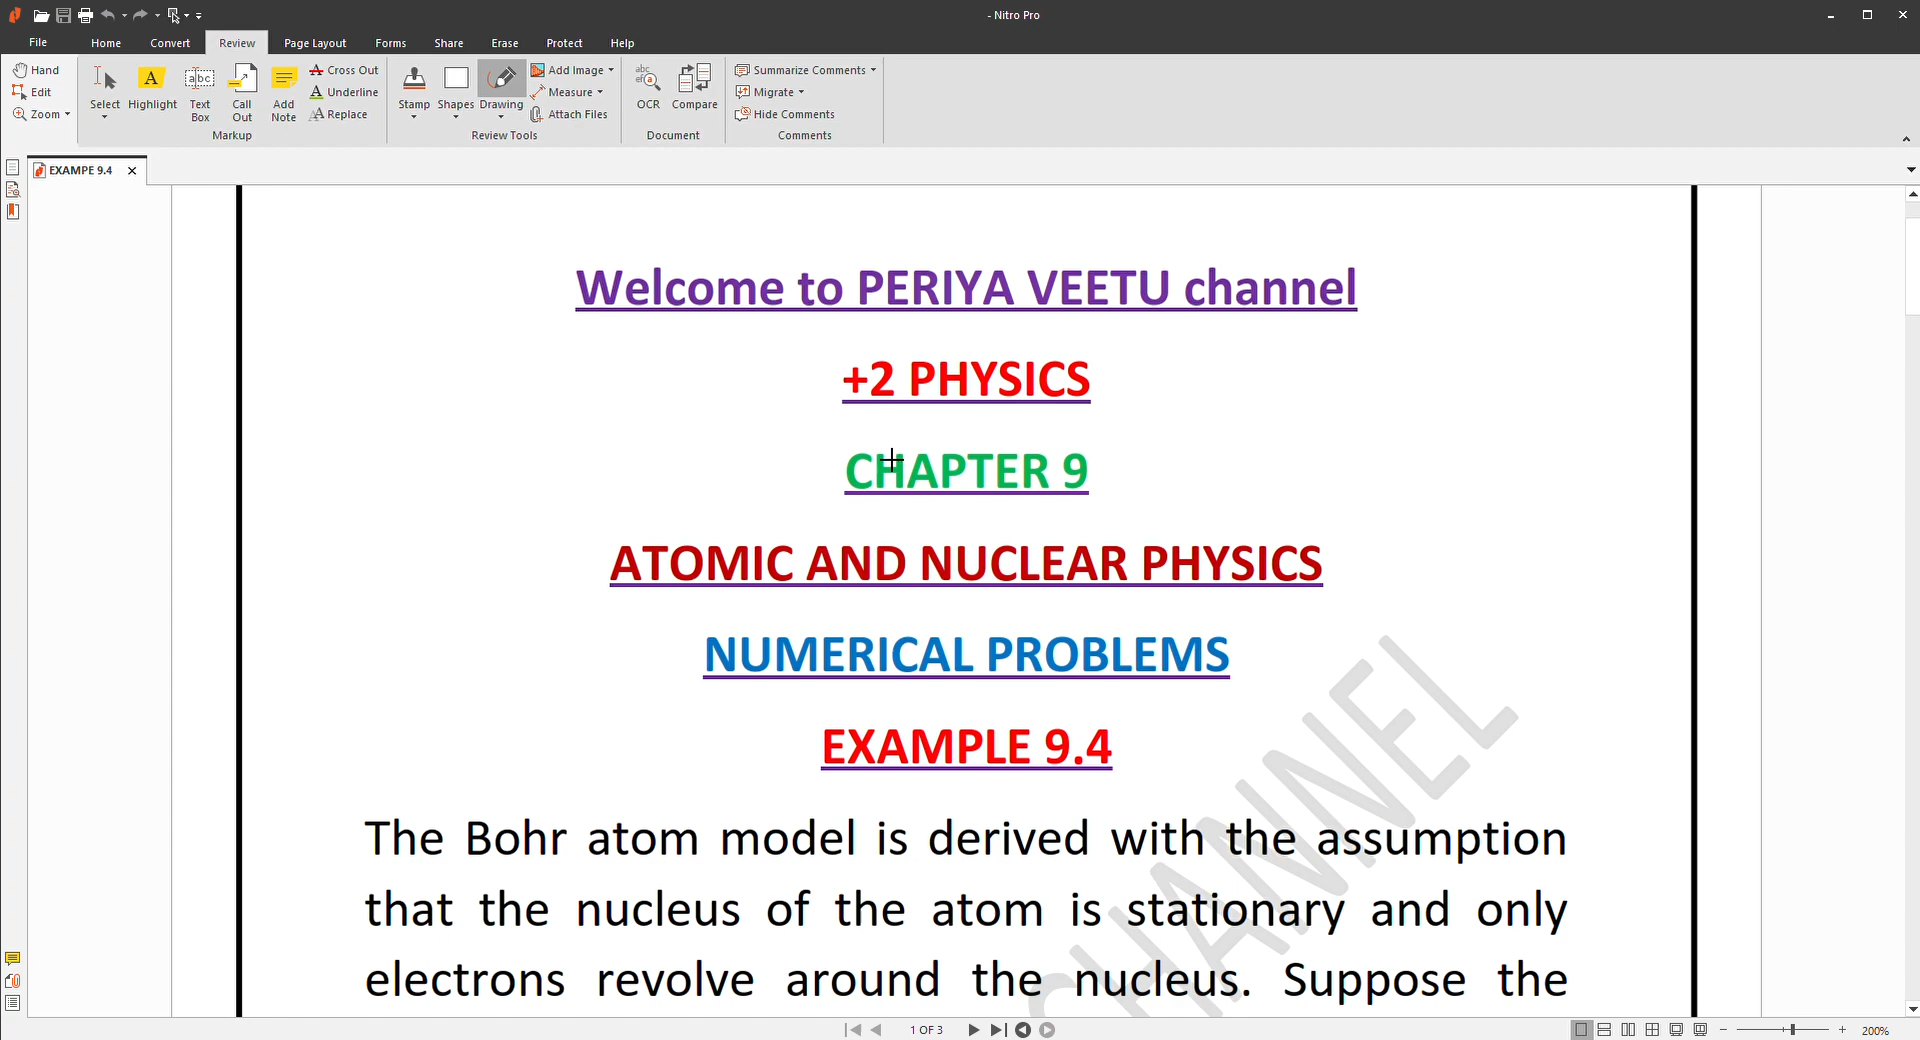 - Nitro Pro
File Home Convert Review Page Layout Forms Share Erase Protect Help
Hand
Edit
Zoom
Select
Highlight
Text Box
Call Out
Add Note
Cross Out
Underline
Replace
Markup
Stamp
Shapes
Drawing
Add Image
Measure
Attach Files
Review Tools
OCR
Compare
Document
Summarize Comments
Migrate
Hide Comments
Comments
EXAMPE 9.4
Welcome to PERIYA VEETU channel
+2 PHYSICS
CHAPTER 9
ATOMIC AND NUCLEAR PHYSICS
NUMERICAL PROBLEMS
EXAMPLE 9.4
The Bohr atom model is derived with the assumption
that the nucleus of the atom is stationary and only
electrons revolve around the nucleus. Suppose the
CHANNEL
1 OF 3
200%